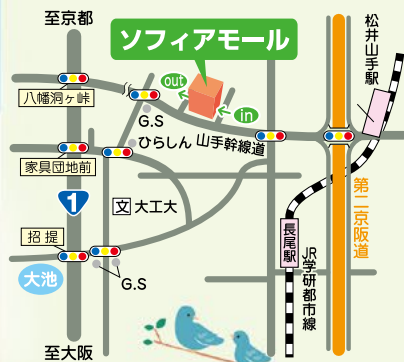 至京都
ソフィアモール
松井山手駅
out
in
八幡洞ヶ峠
G.S
ひらしん
山手幹線道
家具団地前
1
文
大工大
第二京阪道
招提
長尾駅
JR学研都市線
大池
G.S
至大阪